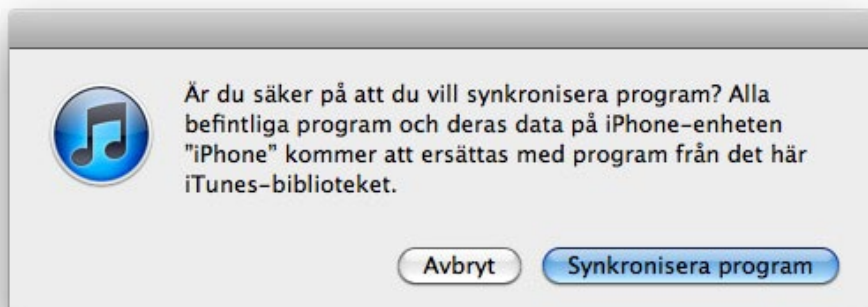 Är du säker på att du vill synkronisera program? Alla
befintliga program och deras data på iPhone-enheten
"iPhone" kommer att ersättas med program från det här
iTunes-biblioteket.
Avbryt
Synkronisera program